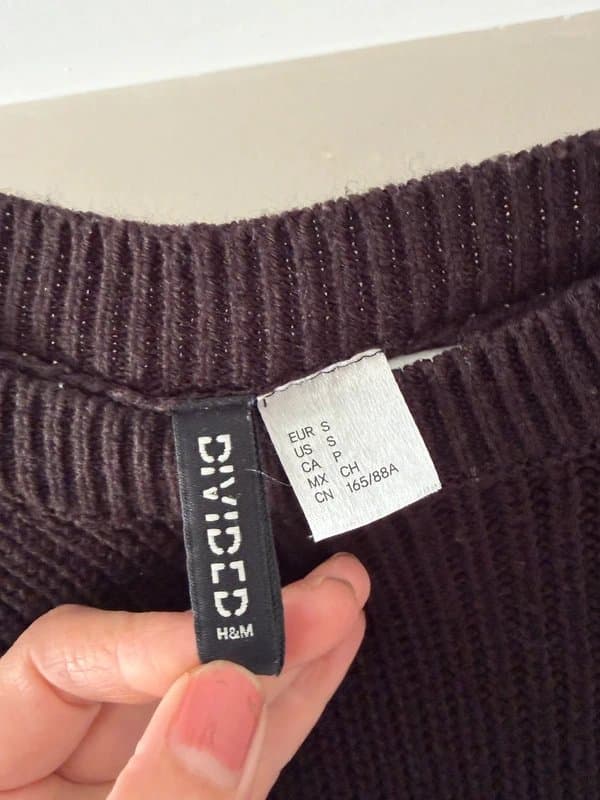 DIVIDED
H&M
EUR S
US S
CA P
MX CH
CN 165/88A